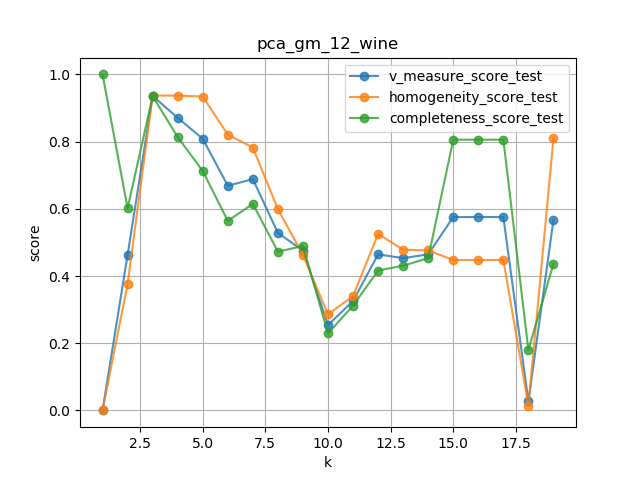 pca_gm_12_wine
v_measure_score_test
homogeneity_score_test
completeness_score_test
score
1.0
0.8
0.6
0.4
0.2
0.0
2.5 5.0 7.5 10.0 12.5 15.0 17.5
k